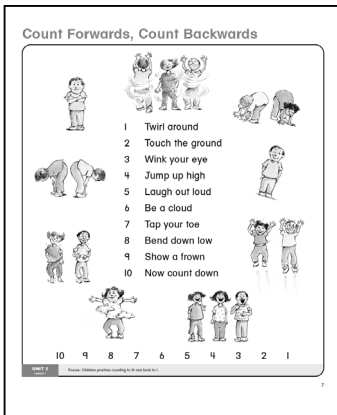 Count Forwards, Count Backwards
1 Twirl around
2 Touch the ground
3 Wink your eye
4 Jump up high
5 Laugh out loud
6 Be a cloud
7 Tap your toe
8 Bend down low
9 Show a frown
10 Now count down
10 9 8 7 6 5 4 3 2 1
UNIT 2
Focus: Children practice counting to 10 and back to 1.
7